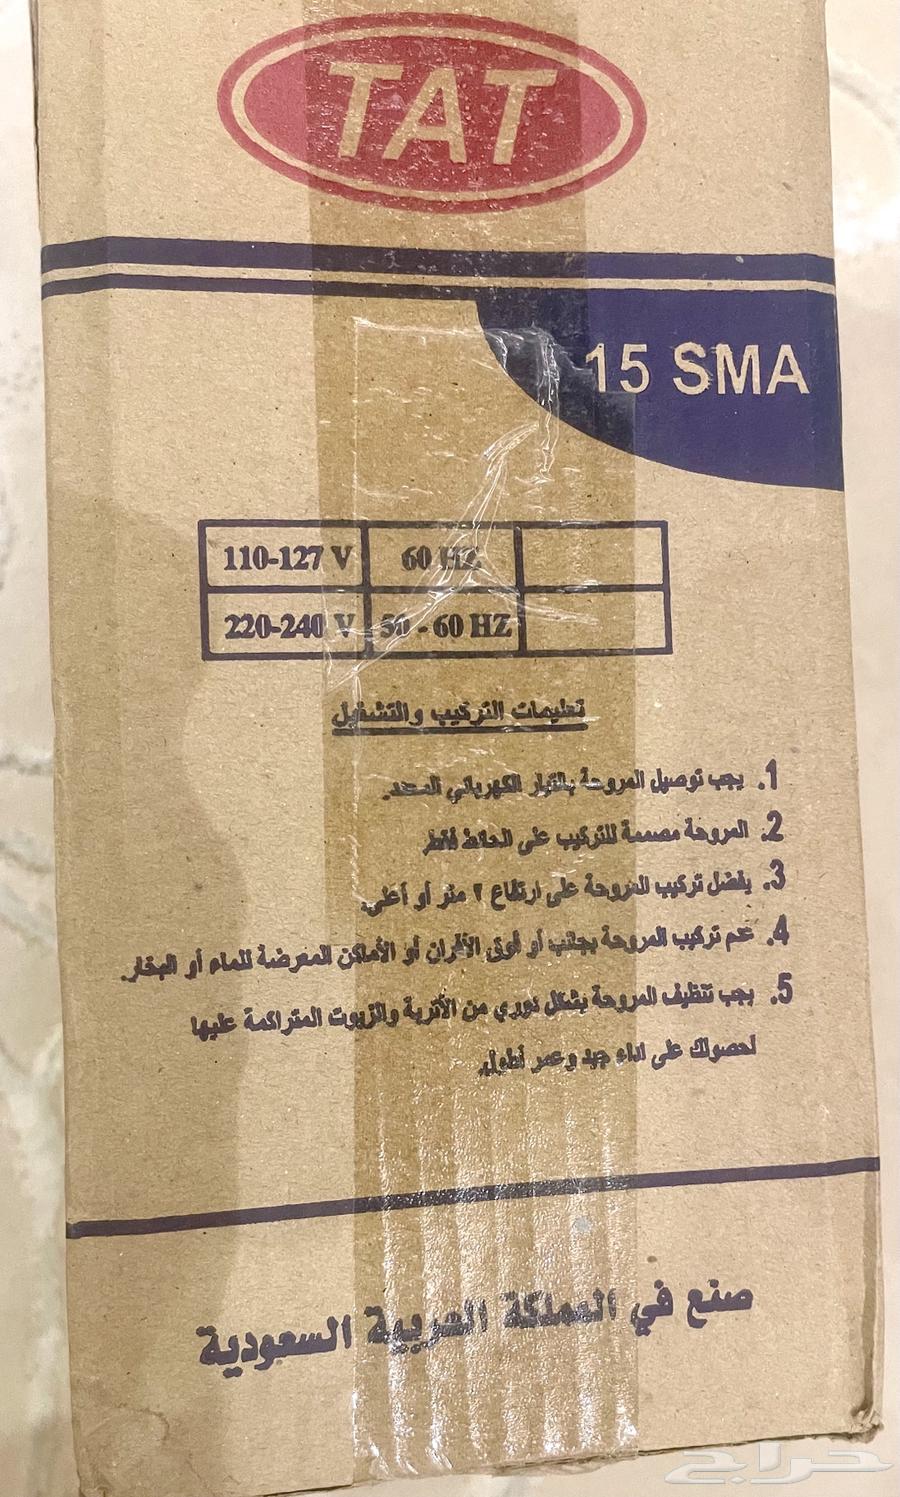 TAT
15 SMA
110-127 V 60 HZ
220-240 V 50 - 60 HZ
تعليمات التركيب والتشغيل
1. يجب توصيل المروحة بالتيار الكهربائي المحدد.
2. المروحة مصممة للتركيب على الحائط فقط
3. يفضل تركيب المروحة على ارتفاع ٢ متر أو أعلى.
4. عدم تركيب المروحة بجانب أو فوق الأفران أو الأماكن المعرضة للماء أو البخار.
5. يجب تنظيف المروحة بشكل دوري من الأتربة والزيوت المتراكمة عليها
لحصولك على اداء جيد وعمر أطول.
صنع في المملكة العربية السعودية
حراج